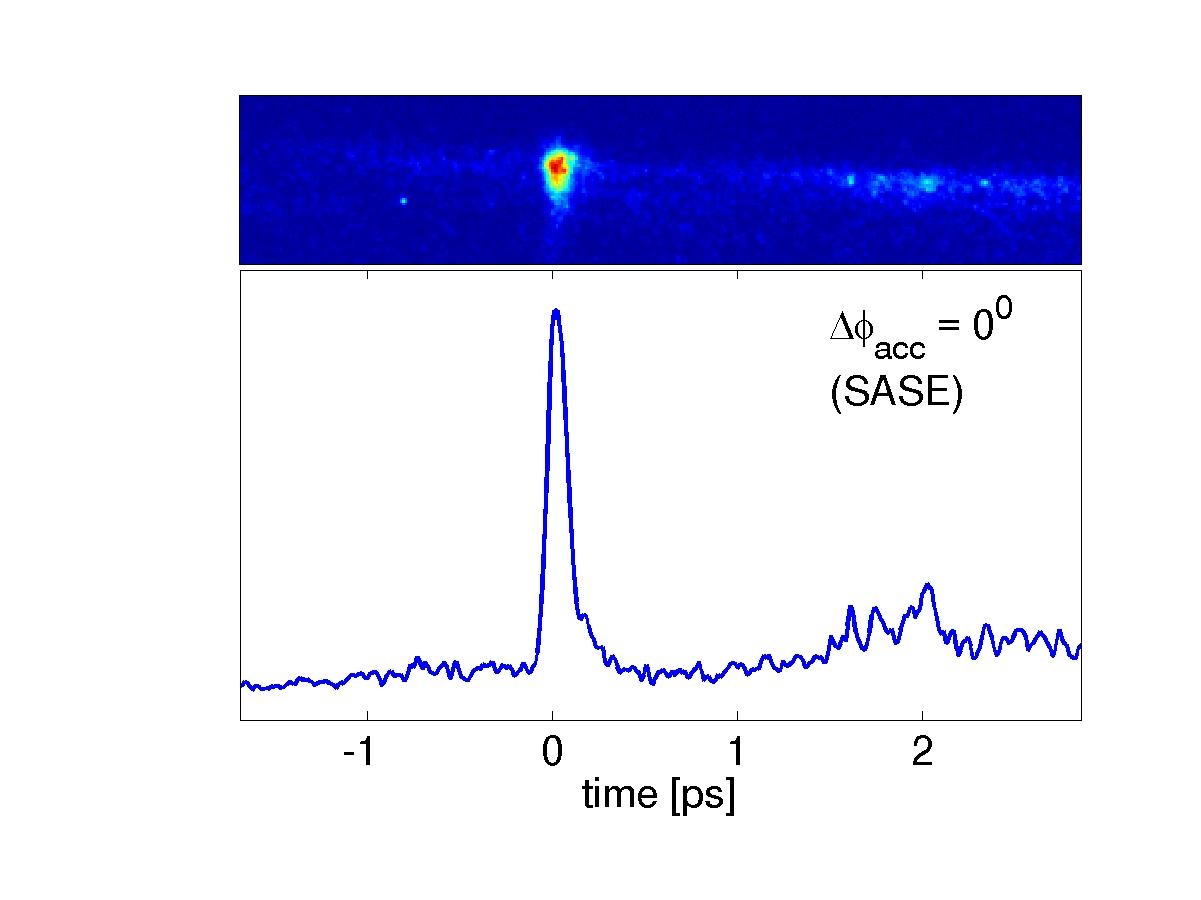 Δϕacc = 0⁰
(SASE)
-1 0 1 2
time [ps]